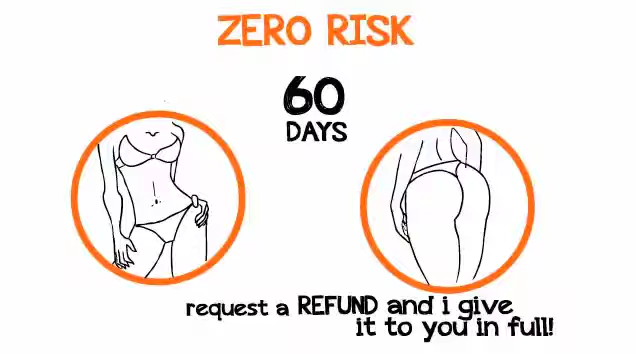 ZERO RISK
60
DAYS
request a REFUND and i give
it to you in full!